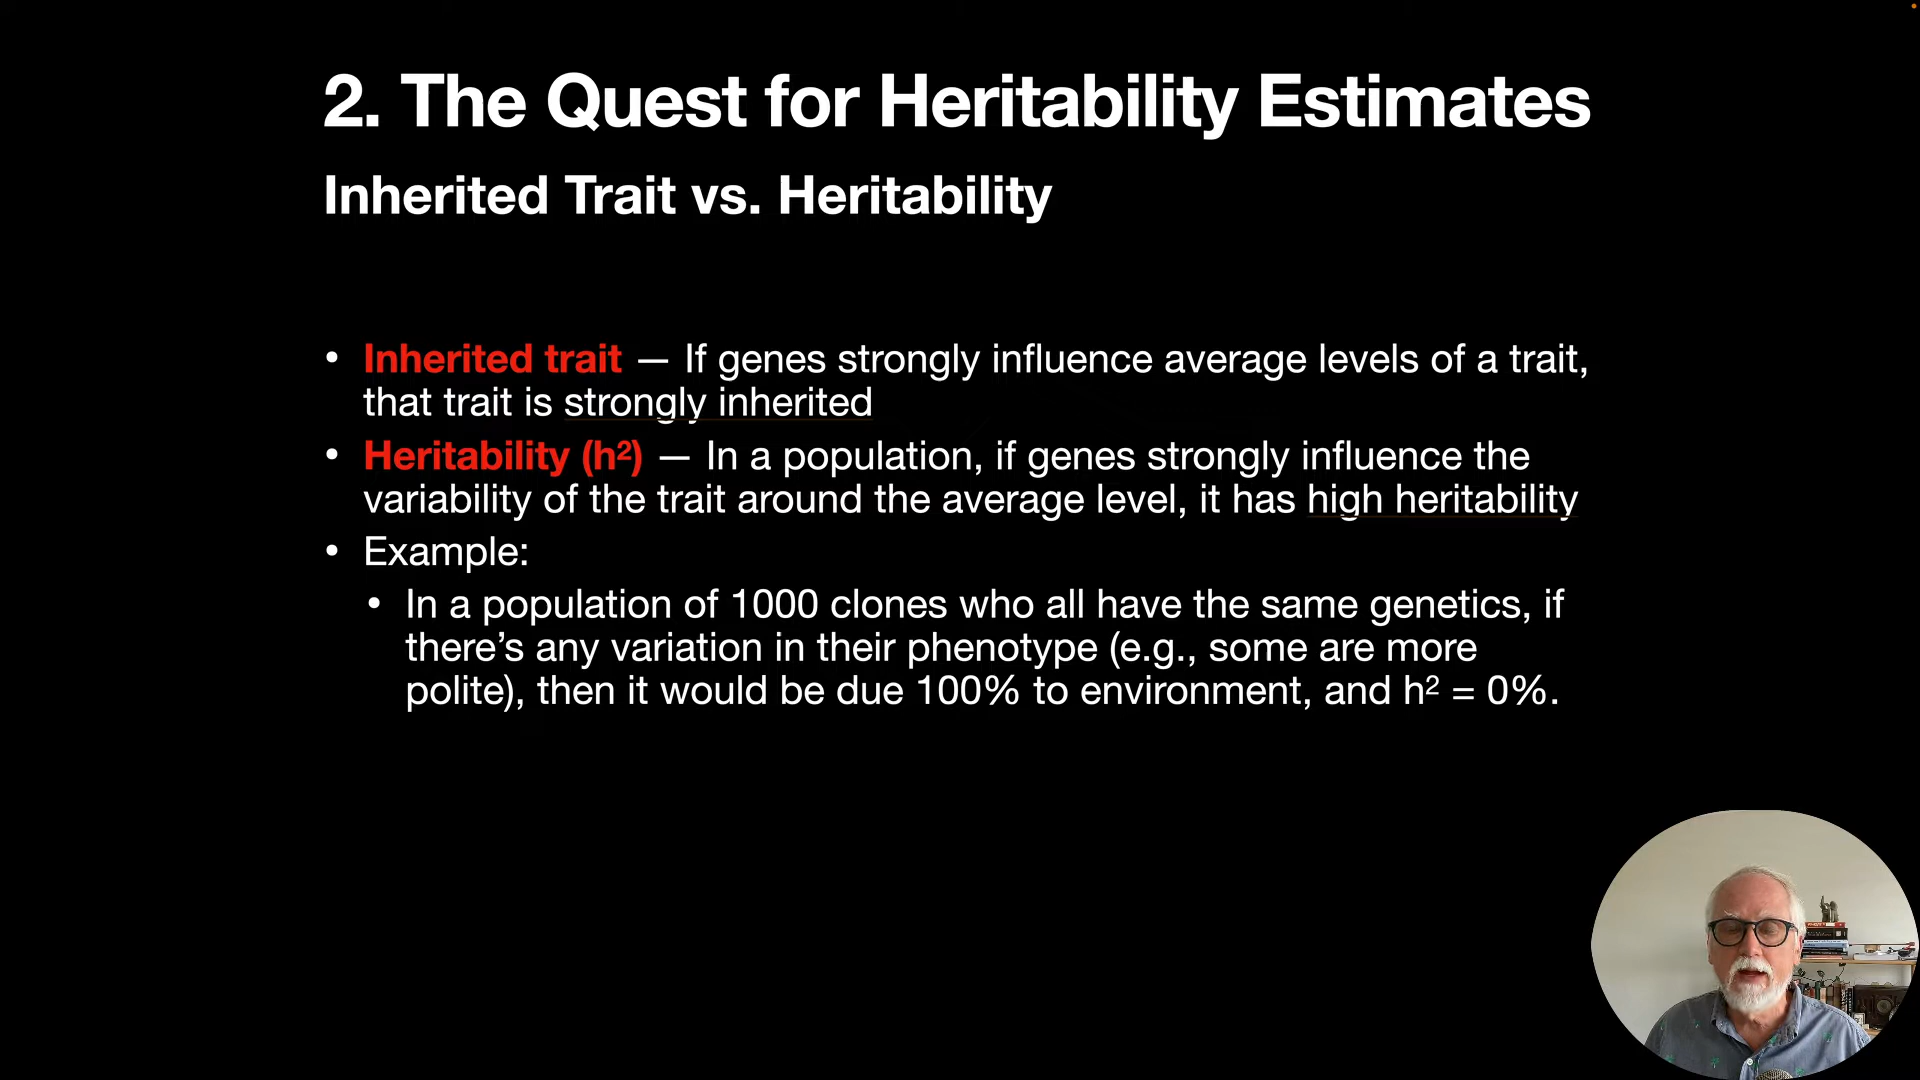 2. The Quest for Heritability Estimates
Inherited Trait vs. Heritability
• Inherited trait — If genes strongly influence average levels of a trait,
that trait is strongly inherited
• Heritability (h²) — In a population, if genes strongly influence the
variability of the trait around the average level, it has high heritability
• Example:
• In a population of 1000 clones who all have the same genetics, if
there’s any variation in their phenotype (e.g., some are more
polite), then it would be due 100% to environment, and h² = 0%.